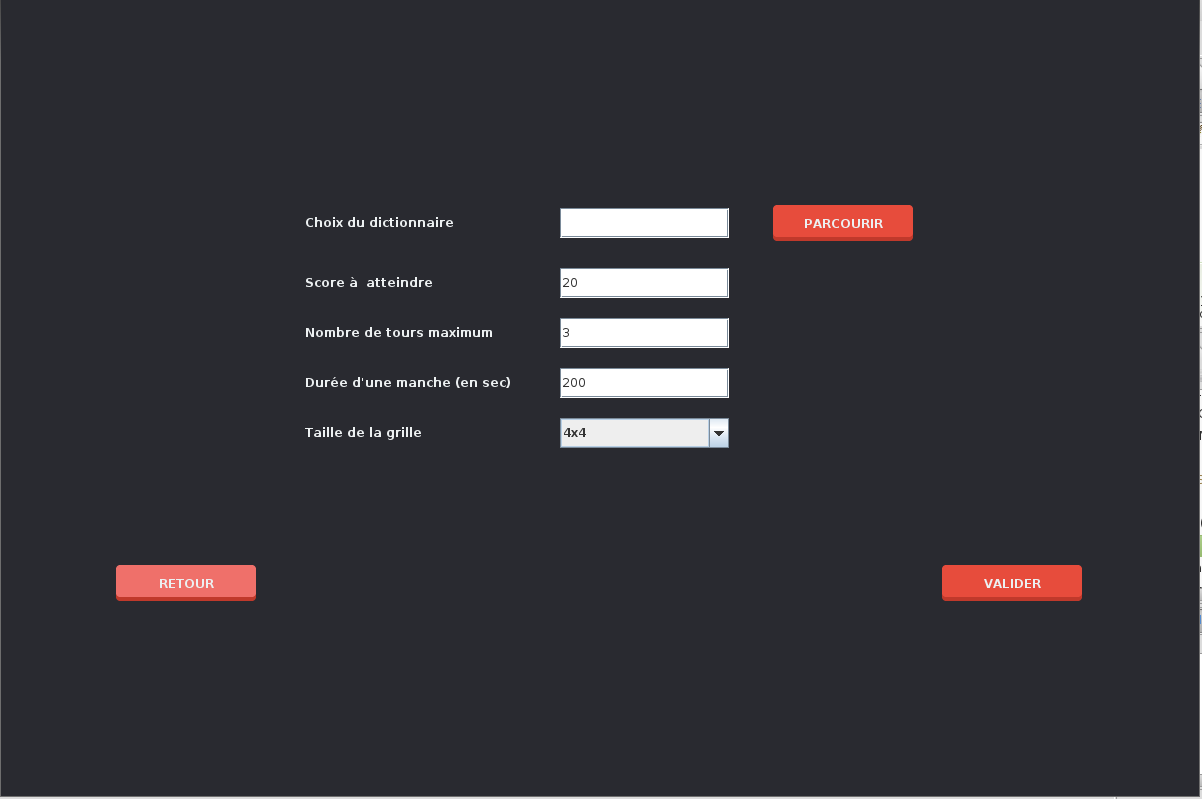 Choix du dictionnaire
PARCOURIR
Score à  atteindre
20
Nombre de tours maximum
3
Durée d'une manche (en sec)
200
Taille de la grille
4x4
RETOUR
VALIDER